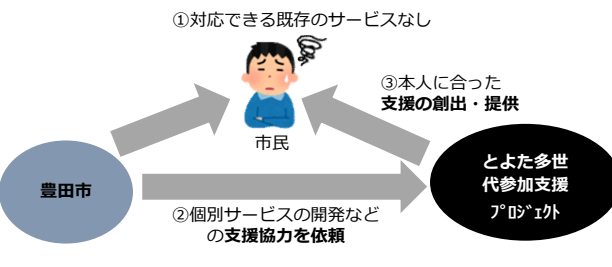 ①対応できる既存のサービスなし
③本人に合った
支援の創出・提供
市民
豊田市
とよた多世
代参加支援
ﾌﾟﾛｼﾞｪｸﾄ
②個別サービスの開発など
の支援協力を依頼